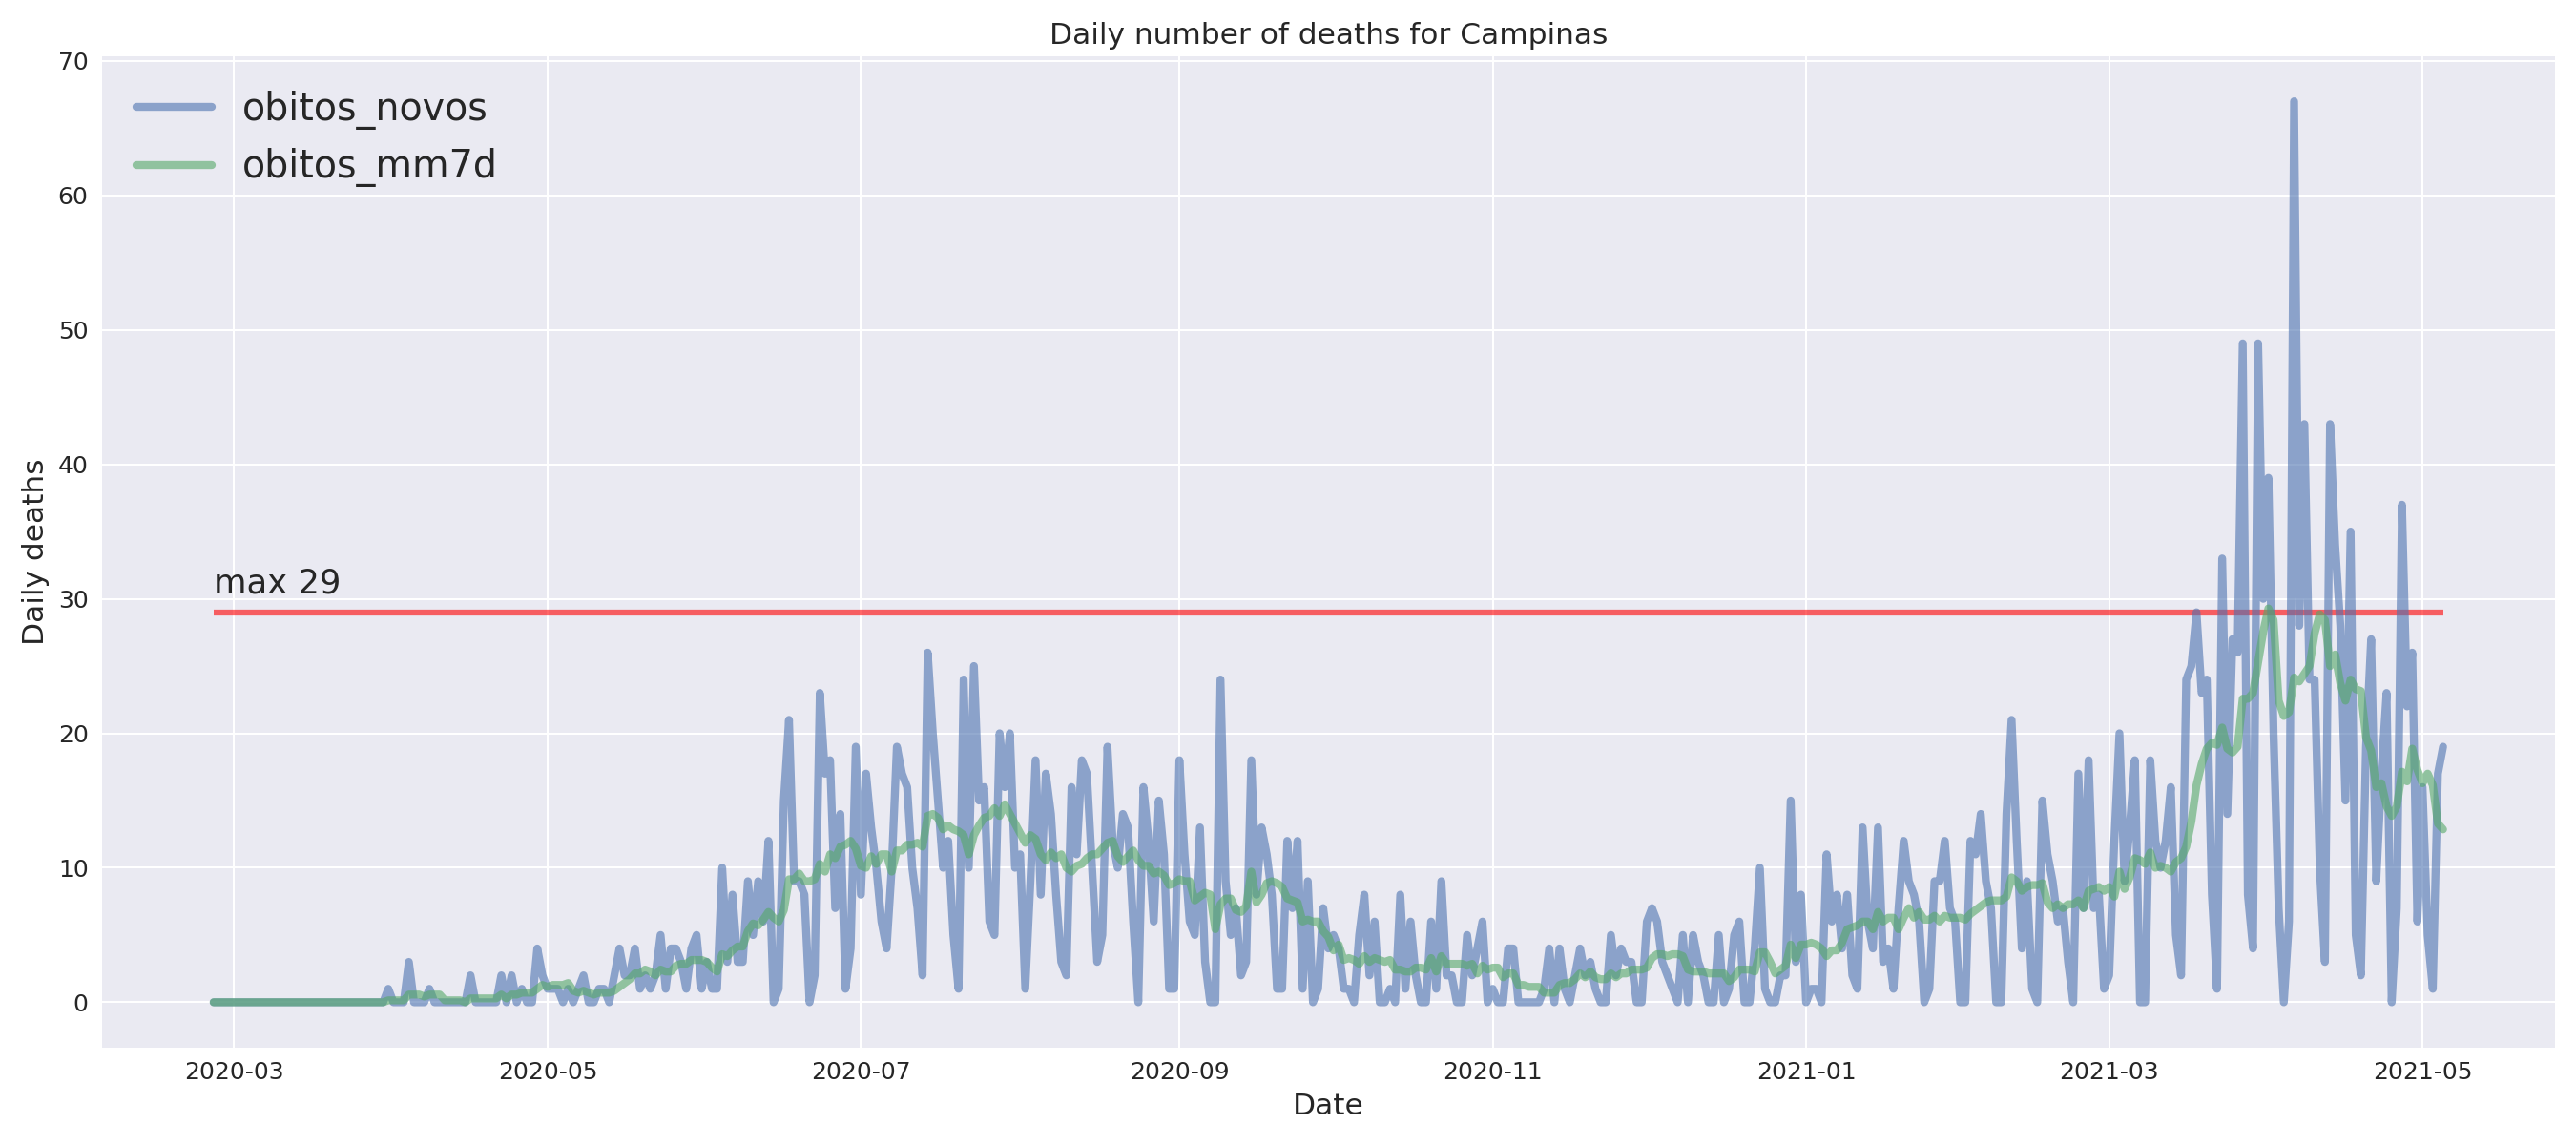 Daily number of deaths for Campinas
70
60
50
40
30
20
10
0
Daily deaths
obitos_novos
obitos_mm7d
max 29
2020-03
2020-05
2020-07
2020-09
2020-11
2021-01
2021-03
2021-05
Date